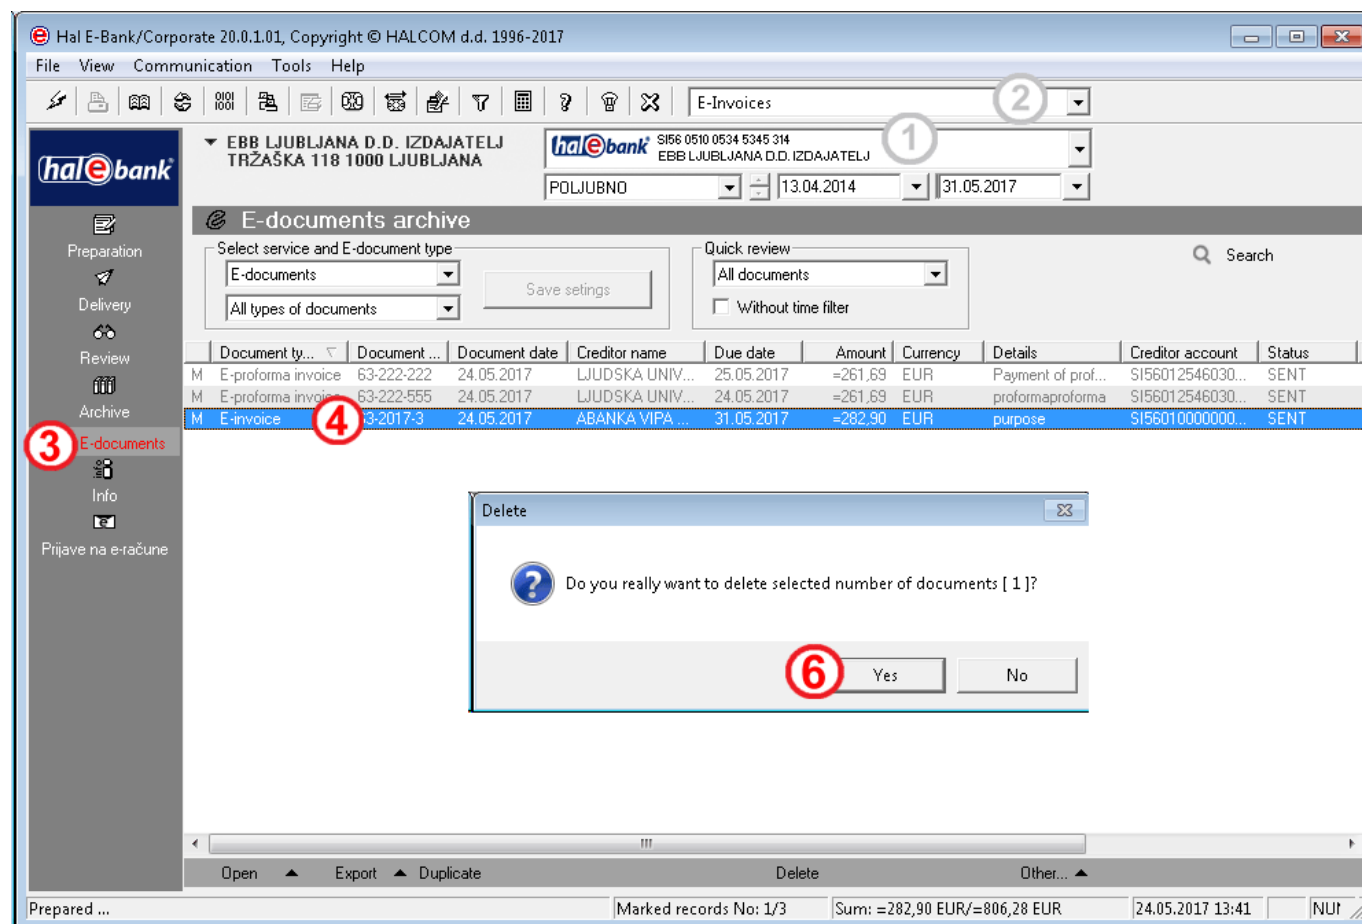 Hal E-Bank/Corporate 20.0.1.01, Copyright © HALCOM d.d. 1996-2017
File View Communication Tools Help
E-Invoices 2
hal e bank
EBB LJUBLJANA D.D. IZDAJATELJ
TRŽAŠKA 118 1000 LJUBLJANA
hal e bank SI56 0510 0534 5345 314 1
EBB LJUBLJANA D.D. IZDAJATELJ
POLJUBNO 13.04.2014 31.05.2017
E-documents archive
Preparation
Delivery
Review
Archive
3 E-documents
Info
Prijave na e-račune
Select service and E-document type
E-documents
All types of documents
Save setings
Quick review
All documents
Without time filter
Search
Document ty... Document ... Document date Creditor name Due date Amount Currency Details Creditor account Status
M E-proforma invoice 63-222-222 24.05.2017 LJUDSKA UNIV... 25.05.2017 =261,69 EUR Payment of prof... SI56012546030... SENT
M E-proforma invoice 63-222-555 24.05.2017 LJUDSKA UNIV... 24.05.2017 =261,69 EUR proformaproforma SI56012546030... SENT
M E-invoice 4 63-2017-3 24.05.2017 ABANKA VIPA ... 31.05.2017 =282,90 EUR purpose SI56010000000... SENT
Delete
Do you really want to delete selected number of documents [ 1 ]?
6 Yes No
Open Export Duplicate Delete Other...
Prepared ... Marked records No: 1/3 Sum: =282,90 EUR/=806,28 EUR 24.05.2017 13:41